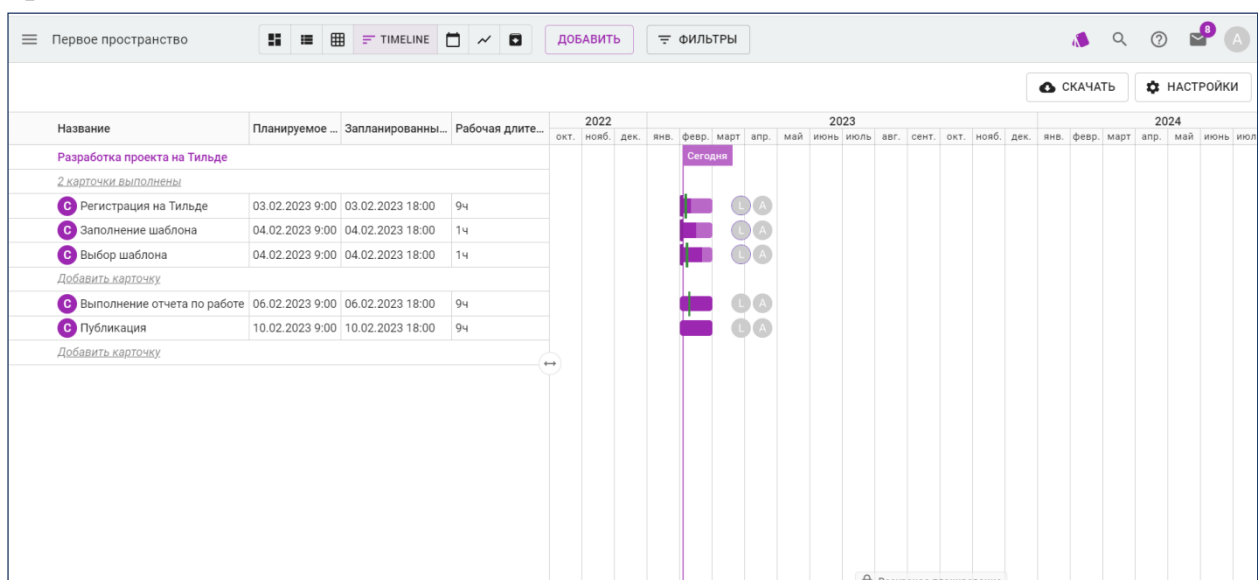 Первое пространство TIMELINE ДОБАВИТЬ ФИЛЬТРЫ 8 A
СКАЧАТЬ НАСТРОЙКИ
2022 2023 2024
Название Планируемое ... Запланированны... Рабочая длите...
окт. нояб. дек. янв. февр. март апр. май июнь июль авг. сент. окт. нояб. дек. янв. февр. март апр. май июнь июл
Разработка проекта на Тильде Сегодня
2 карточки выполнены
C Регистрация на Тильде 03.02.2023 9:00 03.02.2023 18:00 9ч L A
C Заполнение шаблона 04.02.2023 9:00 04.02.2023 18:00 1ч L A
C Выбор шаблона 04.02.2023 9:00 04.02.2023 18:00 1ч L A
Добавить карточку
C Выполнение отчета по работе 06.02.2023 9:00 06.02.2023 18:00 9ч L A
C Публикация 10.02.2023 9:00 10.02.2023 18:00 9ч L A
Добавить карточку